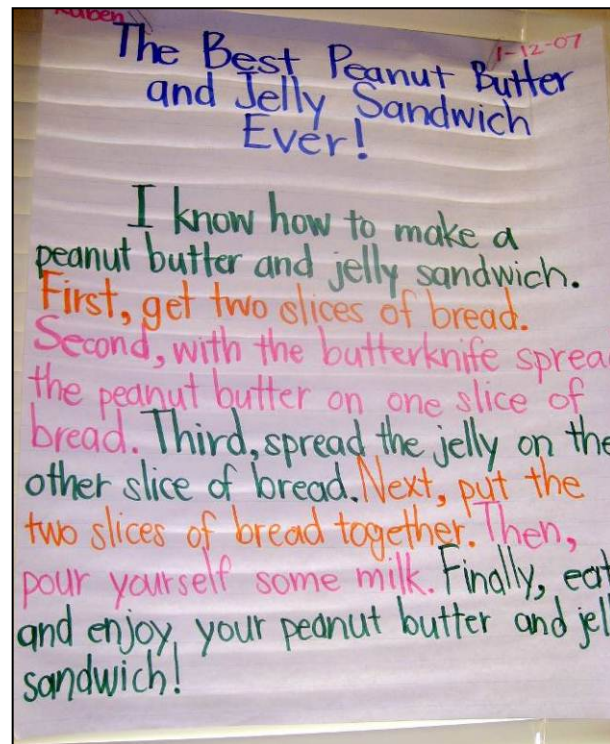 Ruben
1-12-07
The Best Peanut Butter
and Jelly Sandwich
Ever!
I know how to make a
peanut butter and jelly sandwich.
First, get two slices of bread.
Second, with the butterknife sprea
the peanut butter on one slice of
bread. Third, spread the jelly on the
other slice of bread. Next, put the
two slices of bread together. Then,
pour yourself some milk. Finally, eat
and enjoy your peanut butter and jell
sandwich!